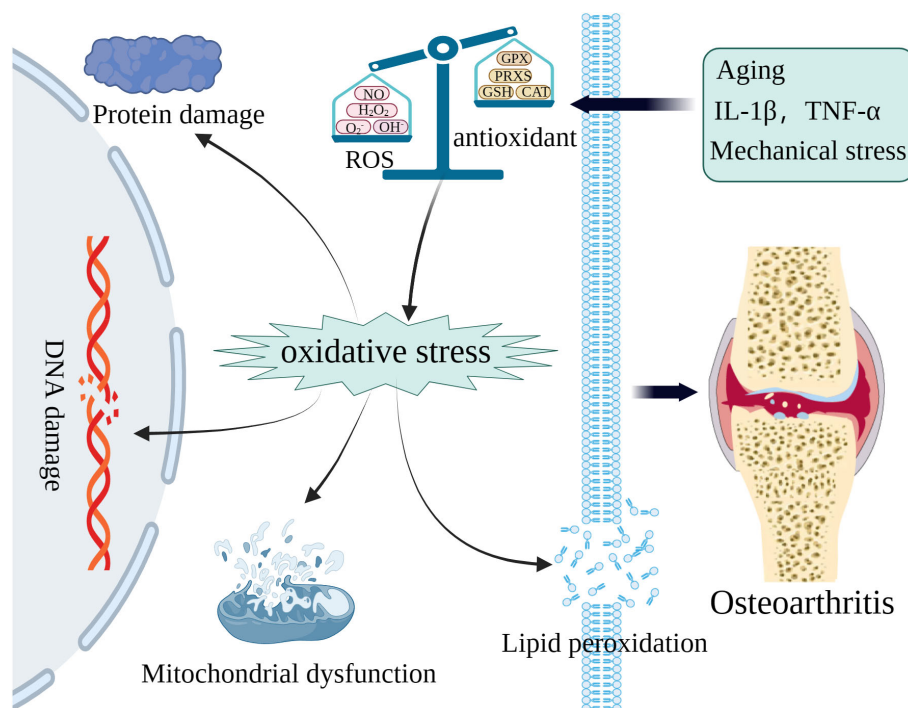 Protein damage
NO
H₂O₂
O₂⁻ OH⁻
ROS
GPX
PRXS
GSH CAT
antioxidant
Aging
IL-1β, TNF-α
Mechanical stress
oxidative stress
DNA damage
Mitochondrial dysfunction
Lipid peroxidation
Osteoarthritis